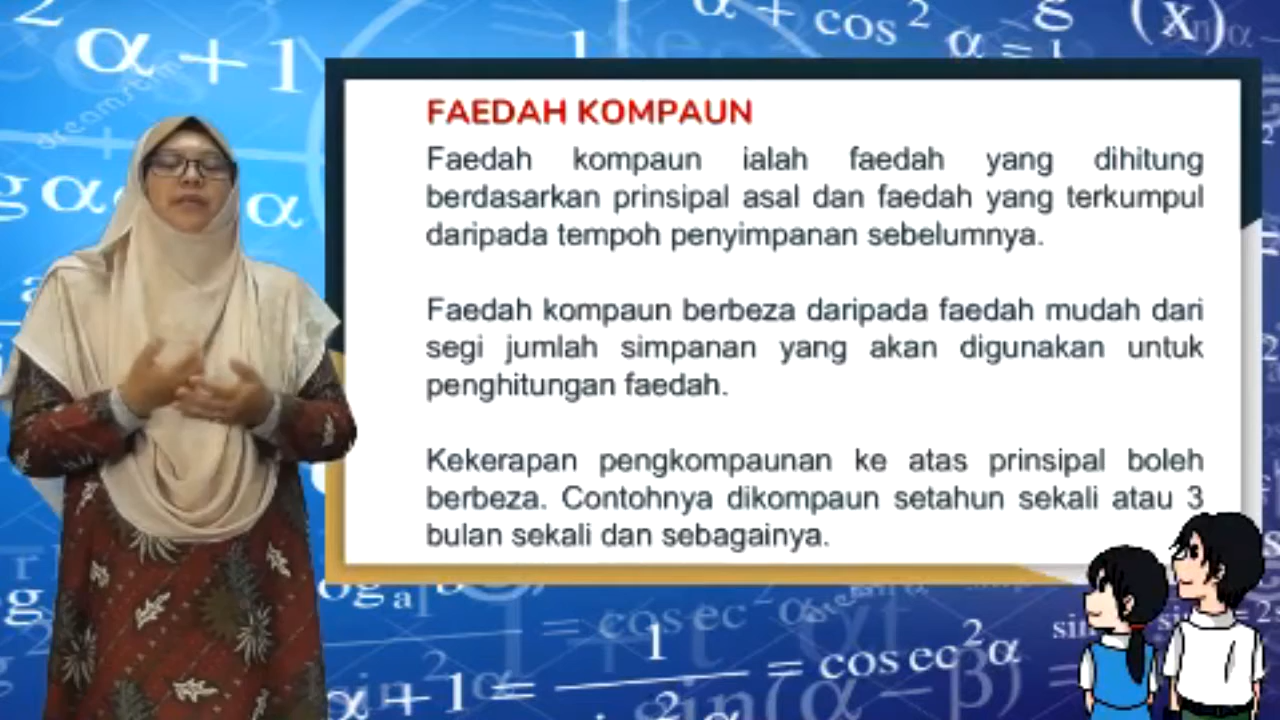 FAEDAH KOMPAUN
Faedah kompaun ialah faedah yang dihitung
berdasarkan prinsipal asal dan faedah yang terkumpul
daripada tempoh penyimpanan sebelumnya.
Faedah kompaun berbeza daripada faedah mudah dari
segi jumlah simpanan yang akan digunakan untuk
penghitungan faedah.
Kekerapan pengkompaunan ke atas prinsipal boleh
berbeza. Contohnya dikompaun setahun sekali atau 3
bulan sekali dan sebagainya.